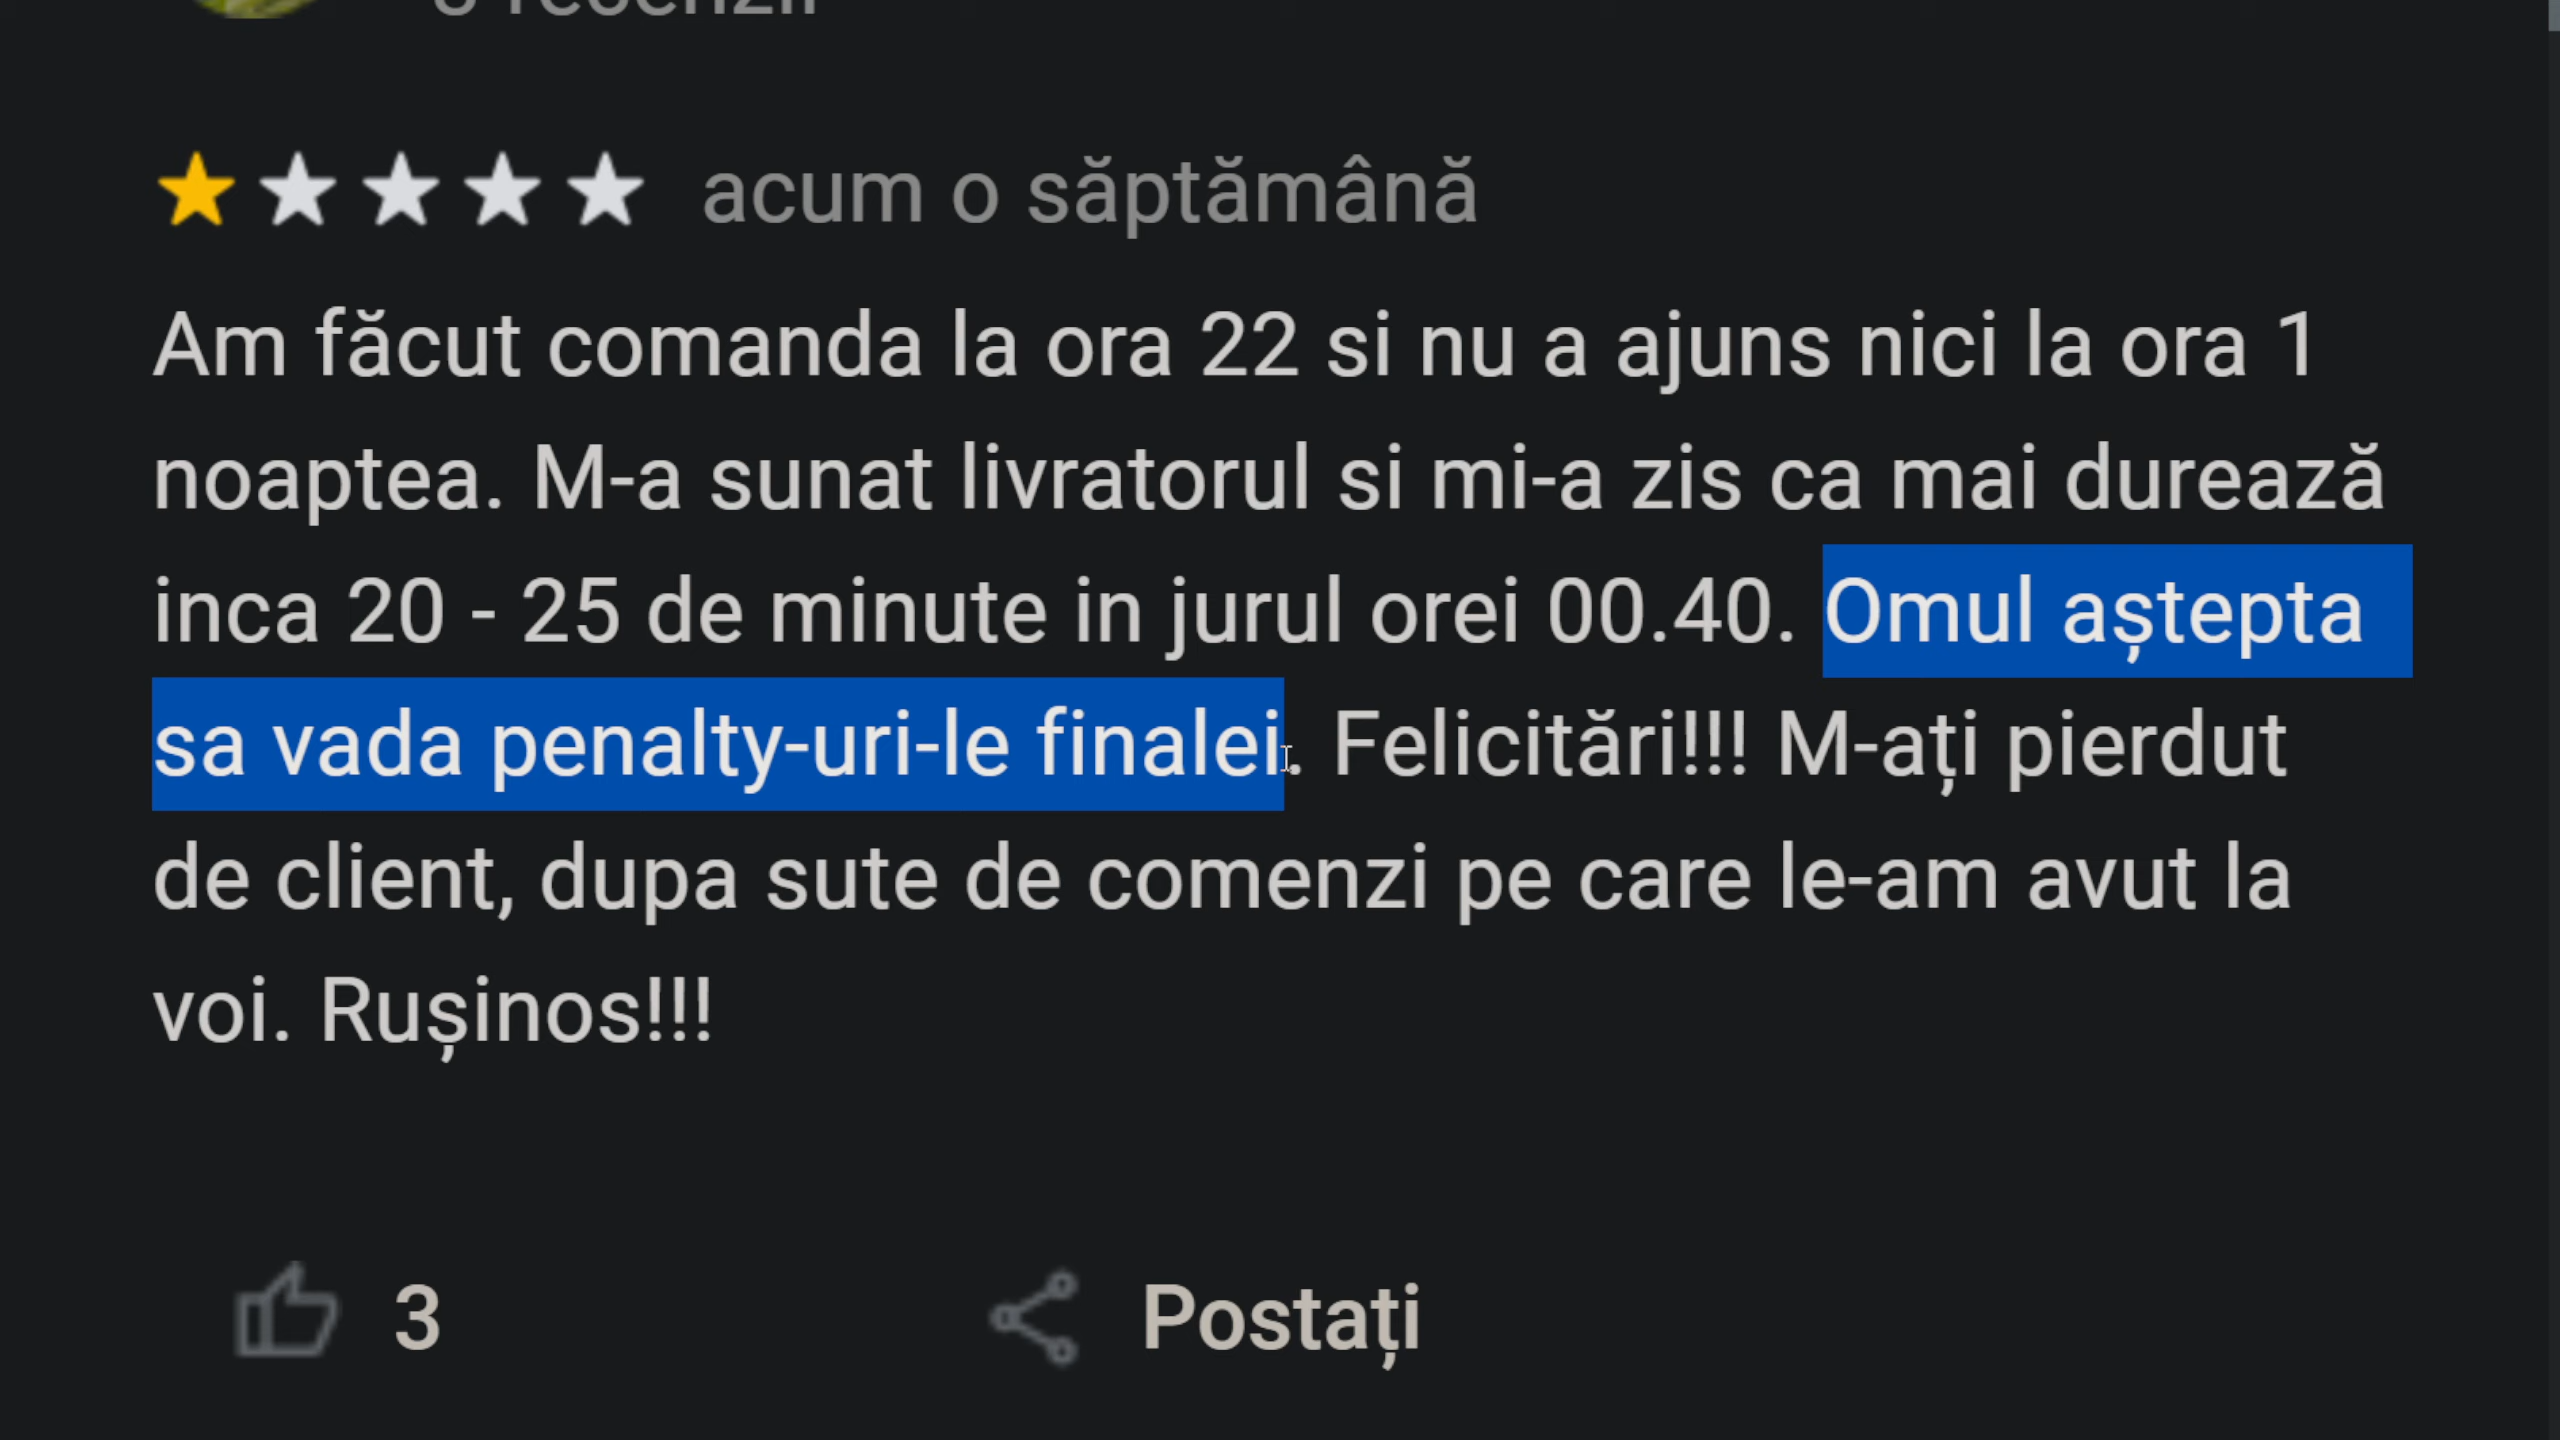 recenzii
acum o săptămână
Am făcut comanda la ora 22 si nu a ajuns nici la ora 1
noaptea. M-a sunat livratorul si mi-a zis ca mai durează
inca 20 - 25 de minute in jurul orei 00.40. Omul aștepta
sa vada penalty-uri-le finalei. Felicitări!!! M-ați pierdut
de client, dupa sute de comenzi pe care le-am avut la
voi. Rușinos!!!
3 Postați